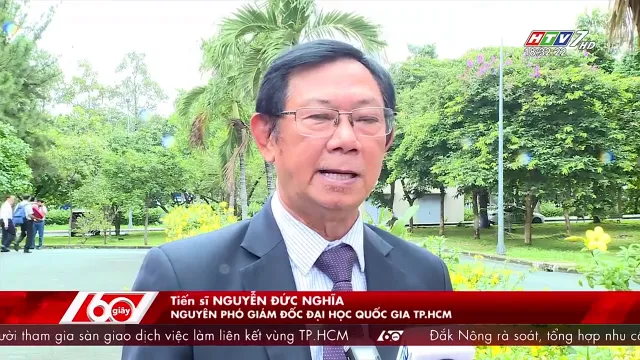 HTV7 HD
60 giây
Tiến sĩ NGUYỄN ĐỨC NGHĨA
NGUYÊN PHÓ GIÁM ĐỐC ĐẠI HỌC QUỐC GIA TP.HCM
ười tham gia sàn giao dịch việc làm liên kết vùng TP.HCM 60 giây Đắk Nông rà soát, tổng hợp nhu c